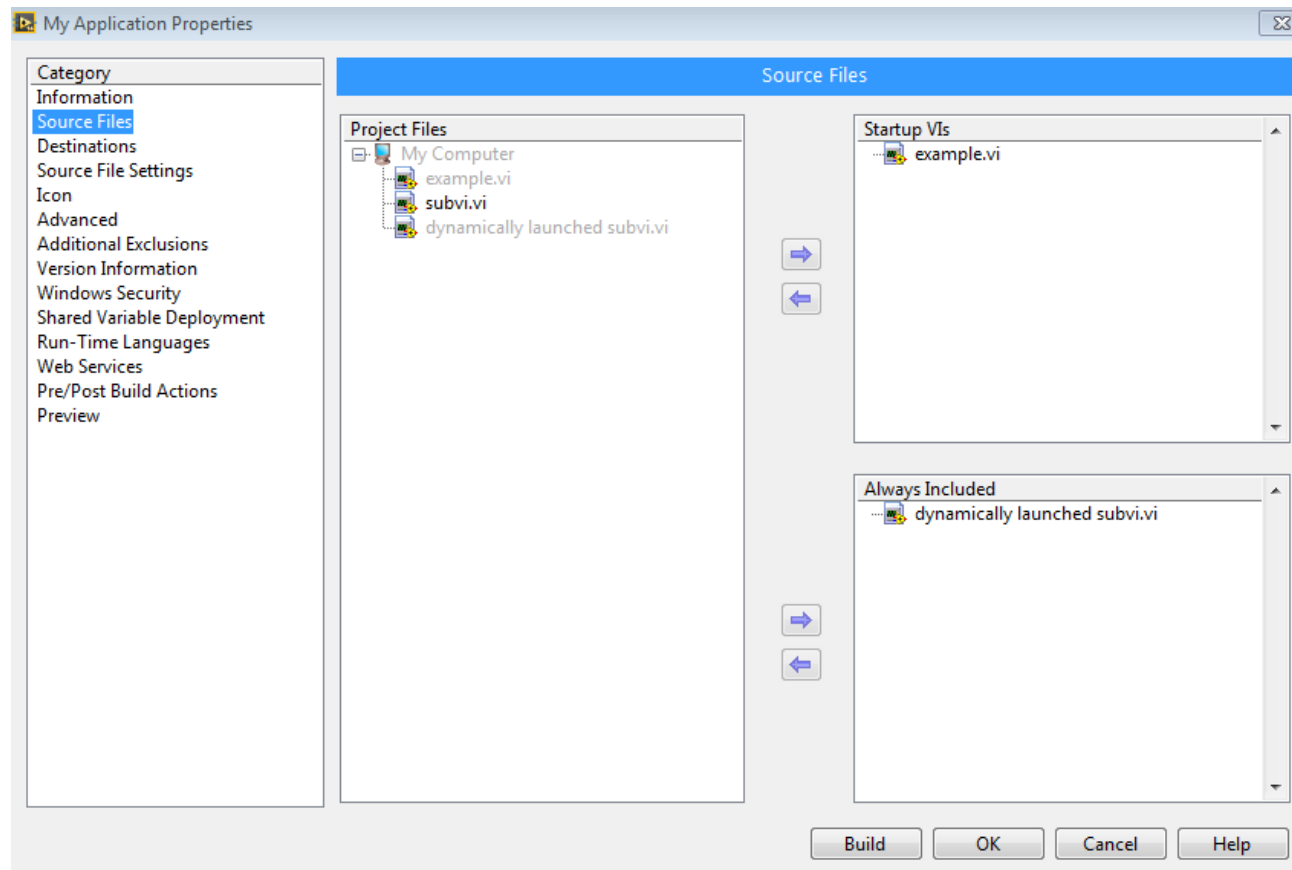 My Application Properties
Category
Information
Source Files
Destinations
Source File Settings
Icon
Advanced
Additional Exclusions
Version Information
Windows Security
Shared Variable Deployment
Run-Time Languages
Web Services
Pre/Post Build Actions
Preview
Source Files
Project Files
My Computer
example.vi
subvi.vi
dynamically launched subvi.vi
Startup VIs
example.vi
Always Included
dynamically launched subvi.vi
Build OK Cancel Help